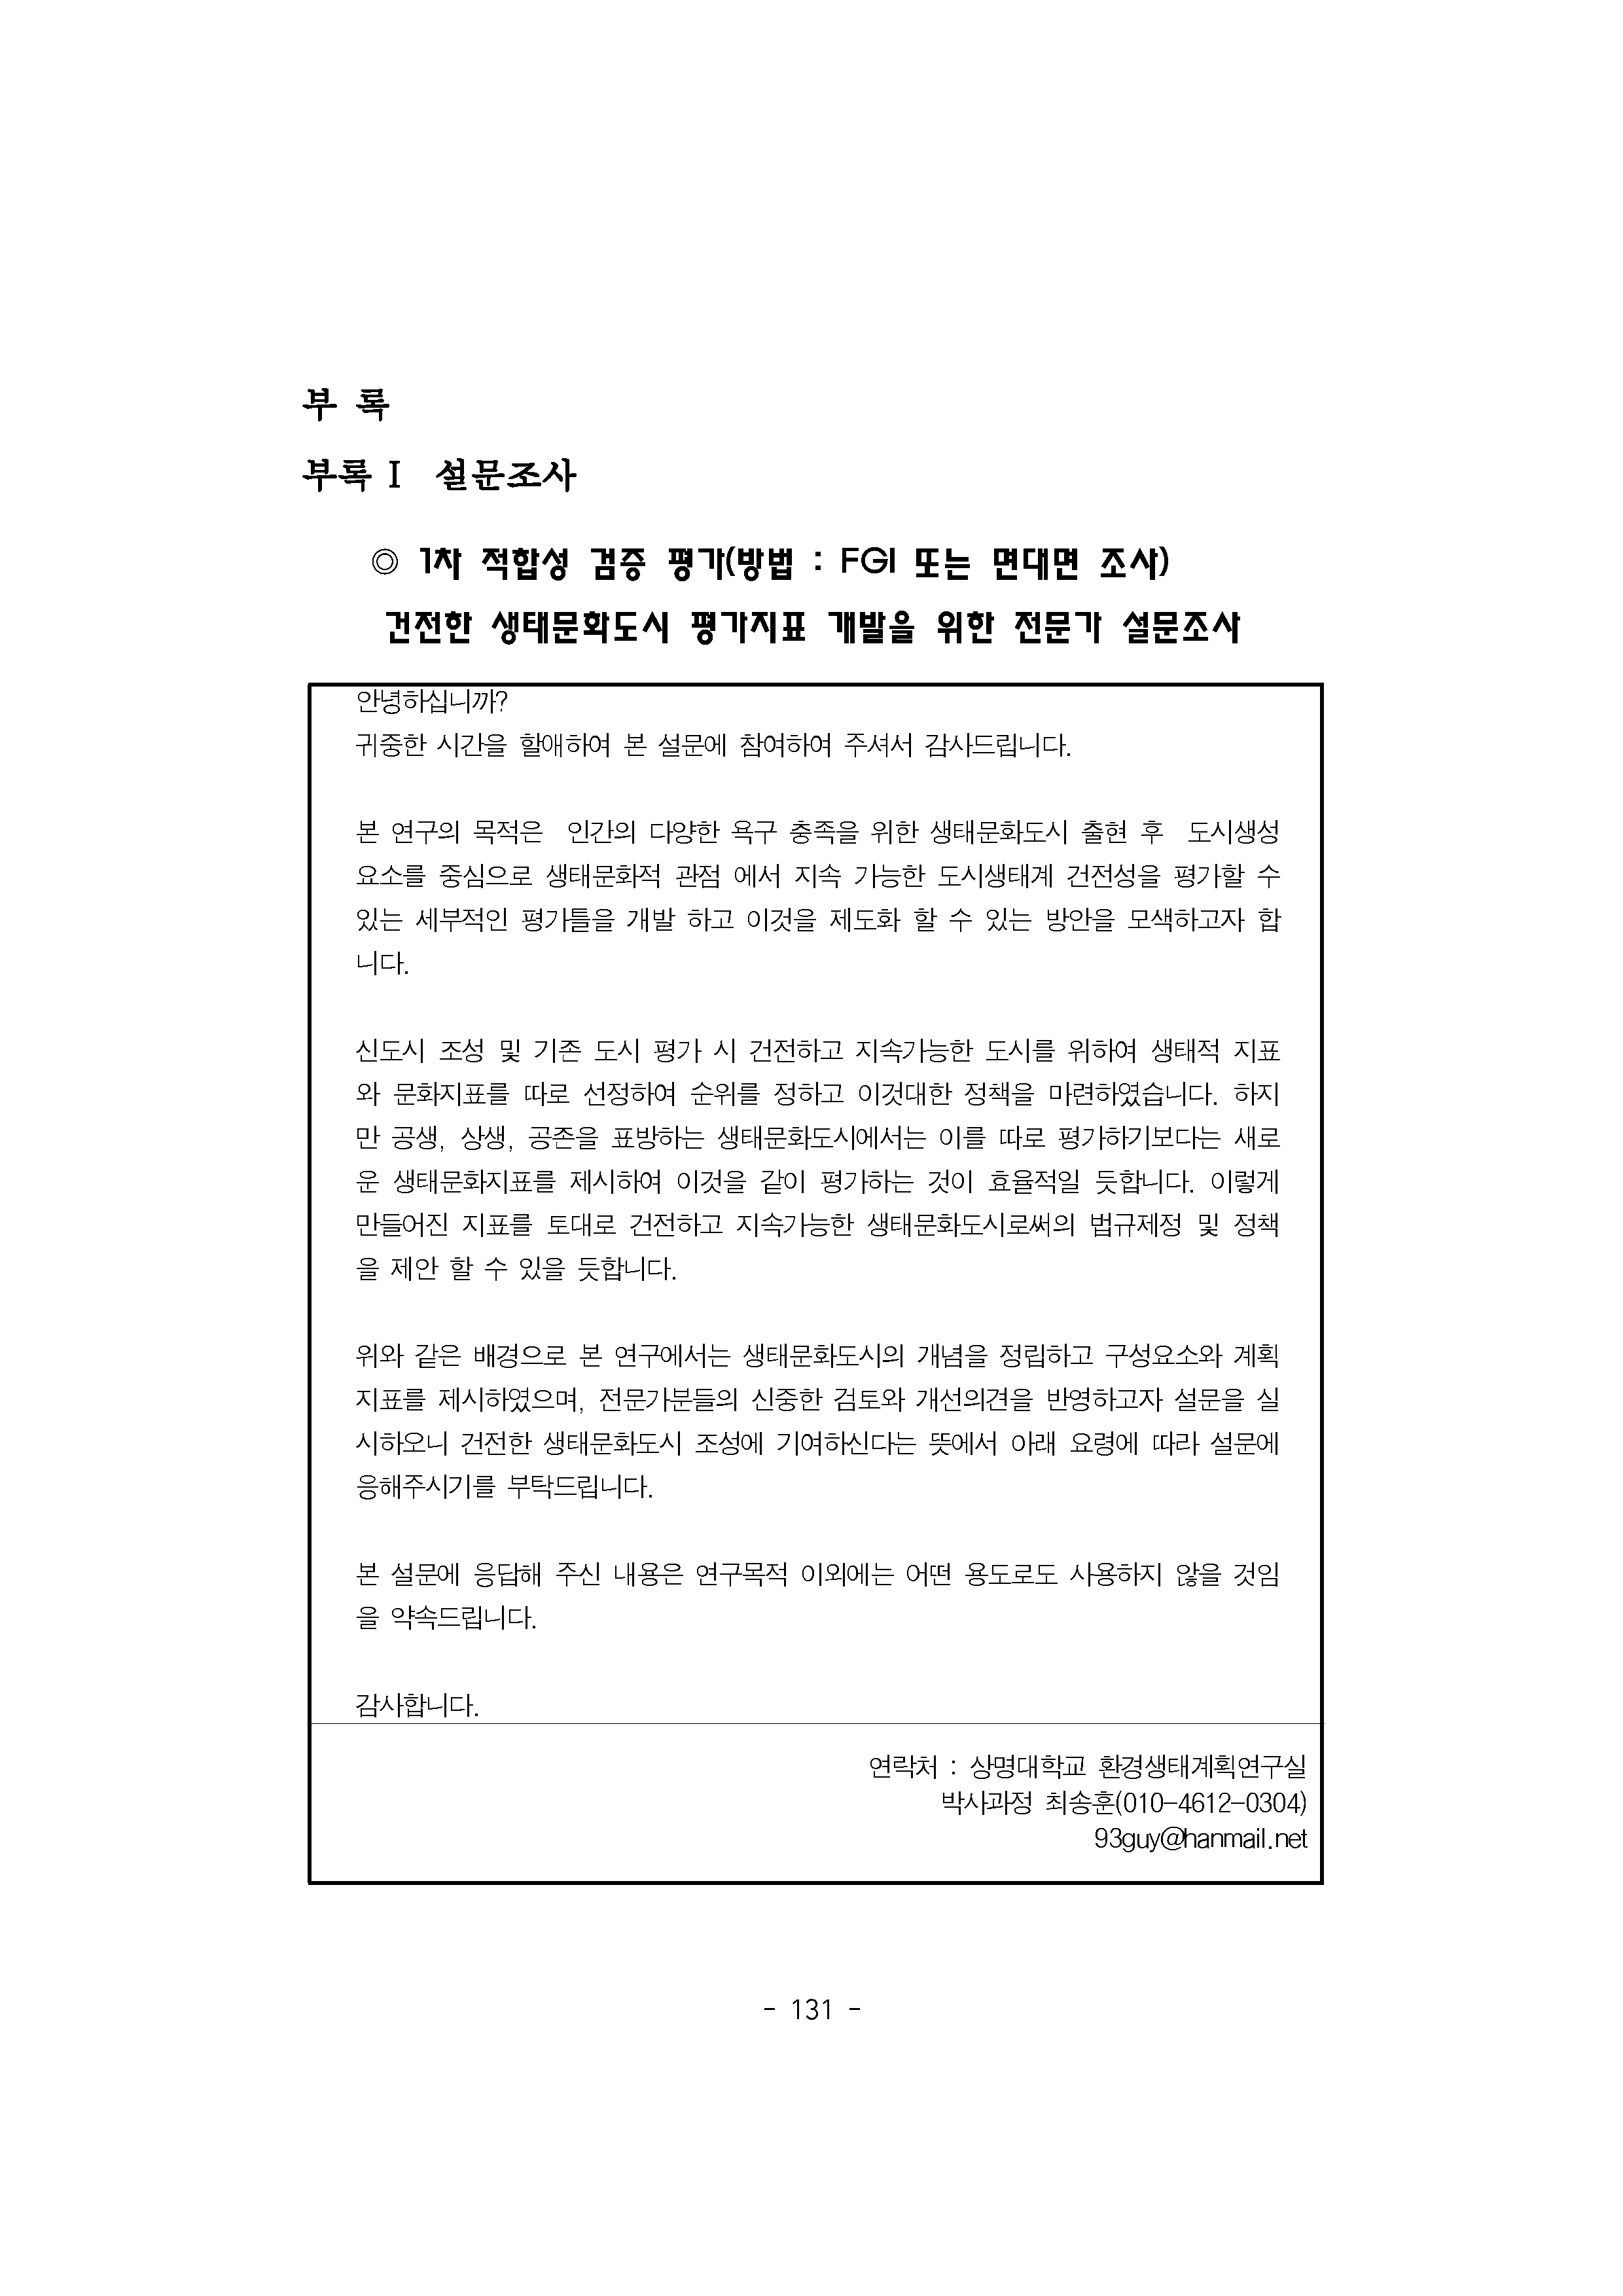 부 록
부록 Ⅰ 설문조사
◎ 1차 적합성 검증 평가(방법 : FGI 또는 면대면 조사)
건전한 생태문화도시 평가지표 개발을 위한 전문가 설문조사
안녕하십니까?
귀중한 시간을 할애하여 본 설문에 참여하여 주셔서 감사드립니다.
본 연구의 목적은 인간의 다양한 욕구 충족을 위한 생태문화도시 출현 후 도시생성
요소를 중심으로 생태문화적 관점 에서 지속 가능한 도시생태계 건전성을 평가할 수
있는 세부적인 평가틀을 개발 하고 이것을 제도화 할 수 있는 방안을 모색하고자 합
니다.
신도시 조성 및 기존 도시 평가 시 건전하고 지속가능한 도시를 위하여 생태적 지표
와 문화지표를 따로 선정하여 순위를 정하고 이것대한 정책을 마련하였습니다. 하지
만 공생, 상생, 공존을 표방하는 생태문화도시에서는 이를 따로 평가하기보다는 새로
운 생태문화지표를 제시하여 이것을 같이 평가하는 것이 효율적일 듯합니다. 이렇게
만들어진 지표를 토대로 건전하고 지속가능한 생태문화도시로써의 법규제정 및 정책
을 제안 할 수 있을 듯합니다.
위와 같은 배경으로 본 연구에서는 생태문화도시의 개념을 정립하고 구성요소와 계획
지표를 제시하였으며, 전문가분들의 신중한 검토와 개선의견을 반영하고자 설문을 실
시하오니 건전한 생태문화도시 조성에 기여하신다는 뜻에서 아래 요령에 따라 설문에
응해주시기를 부탁드립니다.
본 설문에 응답해 주신 내용은 연구목적 이외에는 어떤 용도로도 사용하지 않을 것임
을 약속드립니다.
감사합니다.
연락처 : 상명대학교 환경생태계획연구실
박사과정 최송훈(010-4612-0304)
93guy@hanmail.net
- 131 -